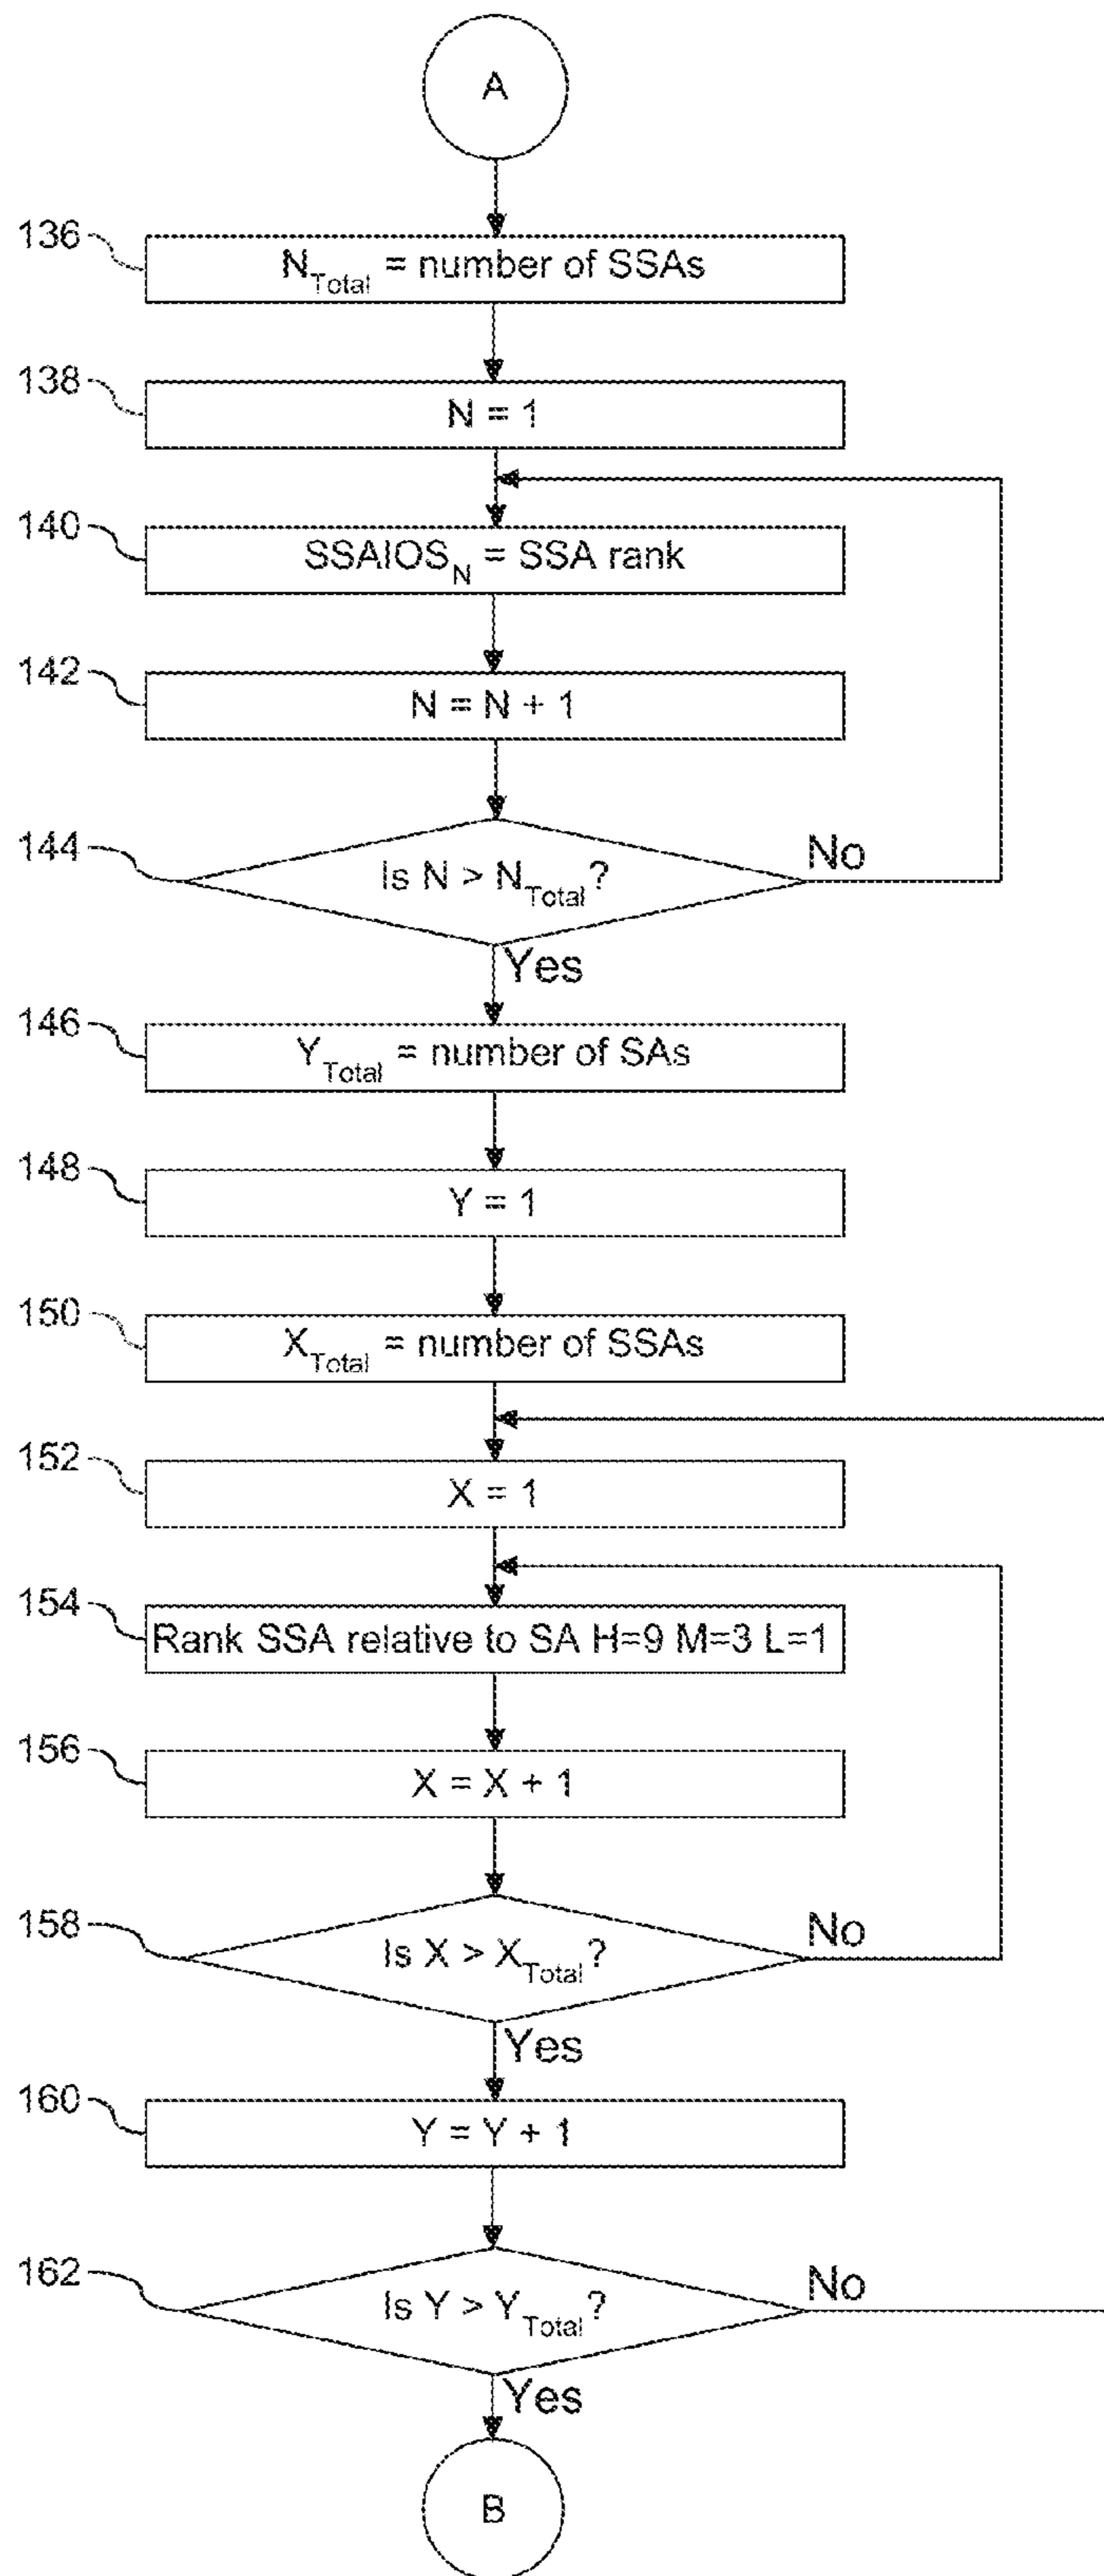 A
136
N_Total = number of SSAs
138
N = 1
140
SSAIOS_N = SSA rank
142
N = N + 1
144
Is N > N_Total?
No
Yes
146
Y_Total = number of SAs
148
Y = 1
150
X_Total = number of SSAs
152
X = 1
154
Rank SSA relative to SA H=9 M=3 L=1
156
X = X + 1
158
Is X > X_Total?
No
Yes
160
Y = Y + 1
162
Is Y > Y_Total?
No
Yes
B